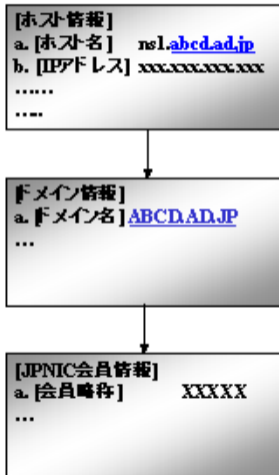 [ホスト情報]
a. [ホスト名] ns1.abcd.ad.jp
b. [IPアドレス] xxx.xxx.xxx.xxx
......
.....
[ドメイン情報]
a. [ドメイン名] ABCD.AD.JP
...
[JPNIC会員情報]
a. [会員略称] XXXXX
...